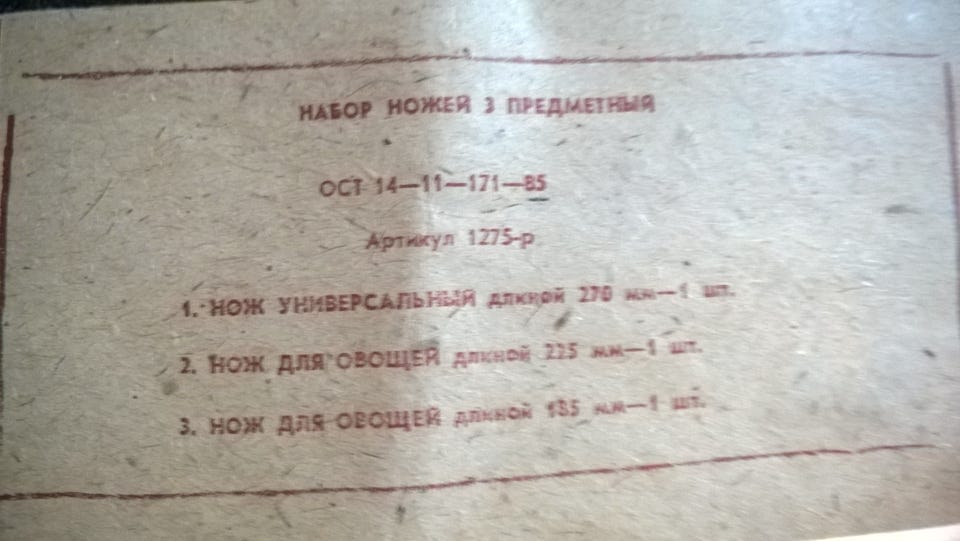 НАБОР НОЖЕЙ 3 ПРЕДМЕТНЫЙ
ОСТ 14—11—171—85
Артикул 1275-р
1. НОЖ УНИВЕРСАЛЬНЫЙ длиной 270 мм—1 шт.
2. НОЖ ДЛЯ ОВОЩЕЙ длиной 225 мм—1 шт.
3. НОЖ ДЛЯ ОВОЩЕЙ длиной 185 мм—1 шт.